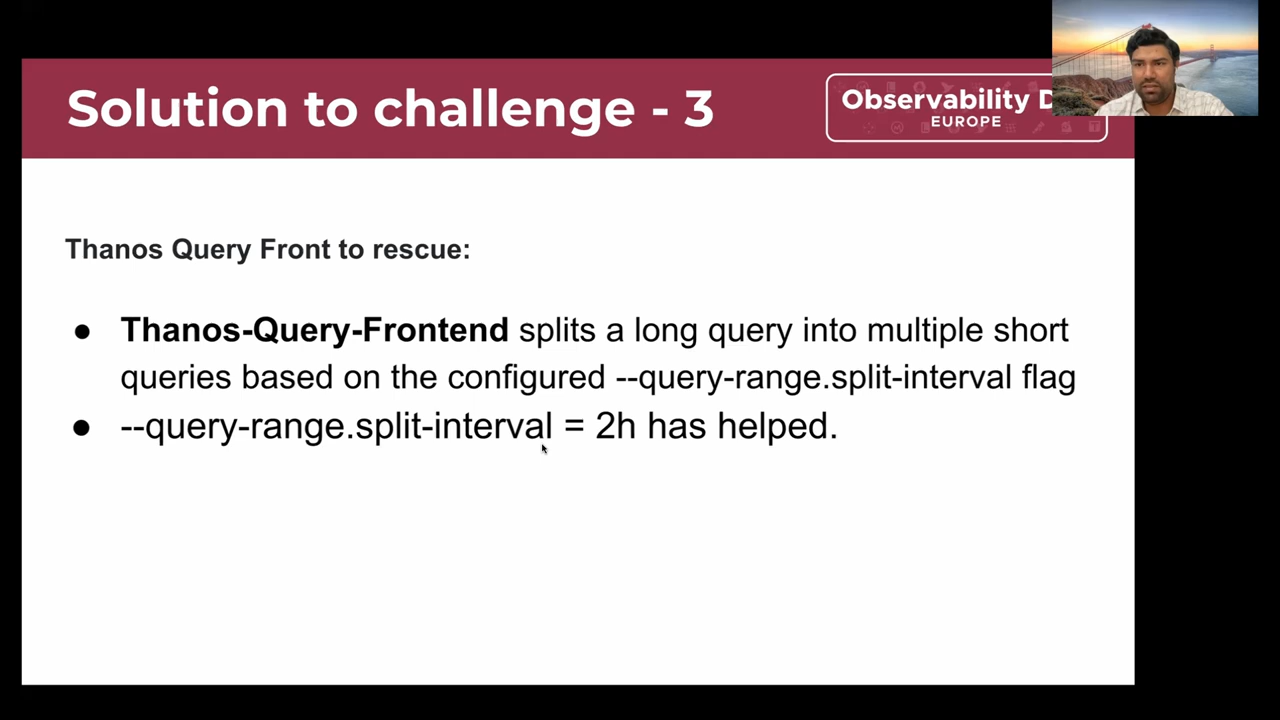 Solution to challenge - 3
Observability D
EUROPE
Thanos Query Front to rescue:
● Thanos-Query-Frontend splits a long query into multiple short
queries based on the configured --query-range.split-interval flag
● --query-range.split-interval = 2h has helped.